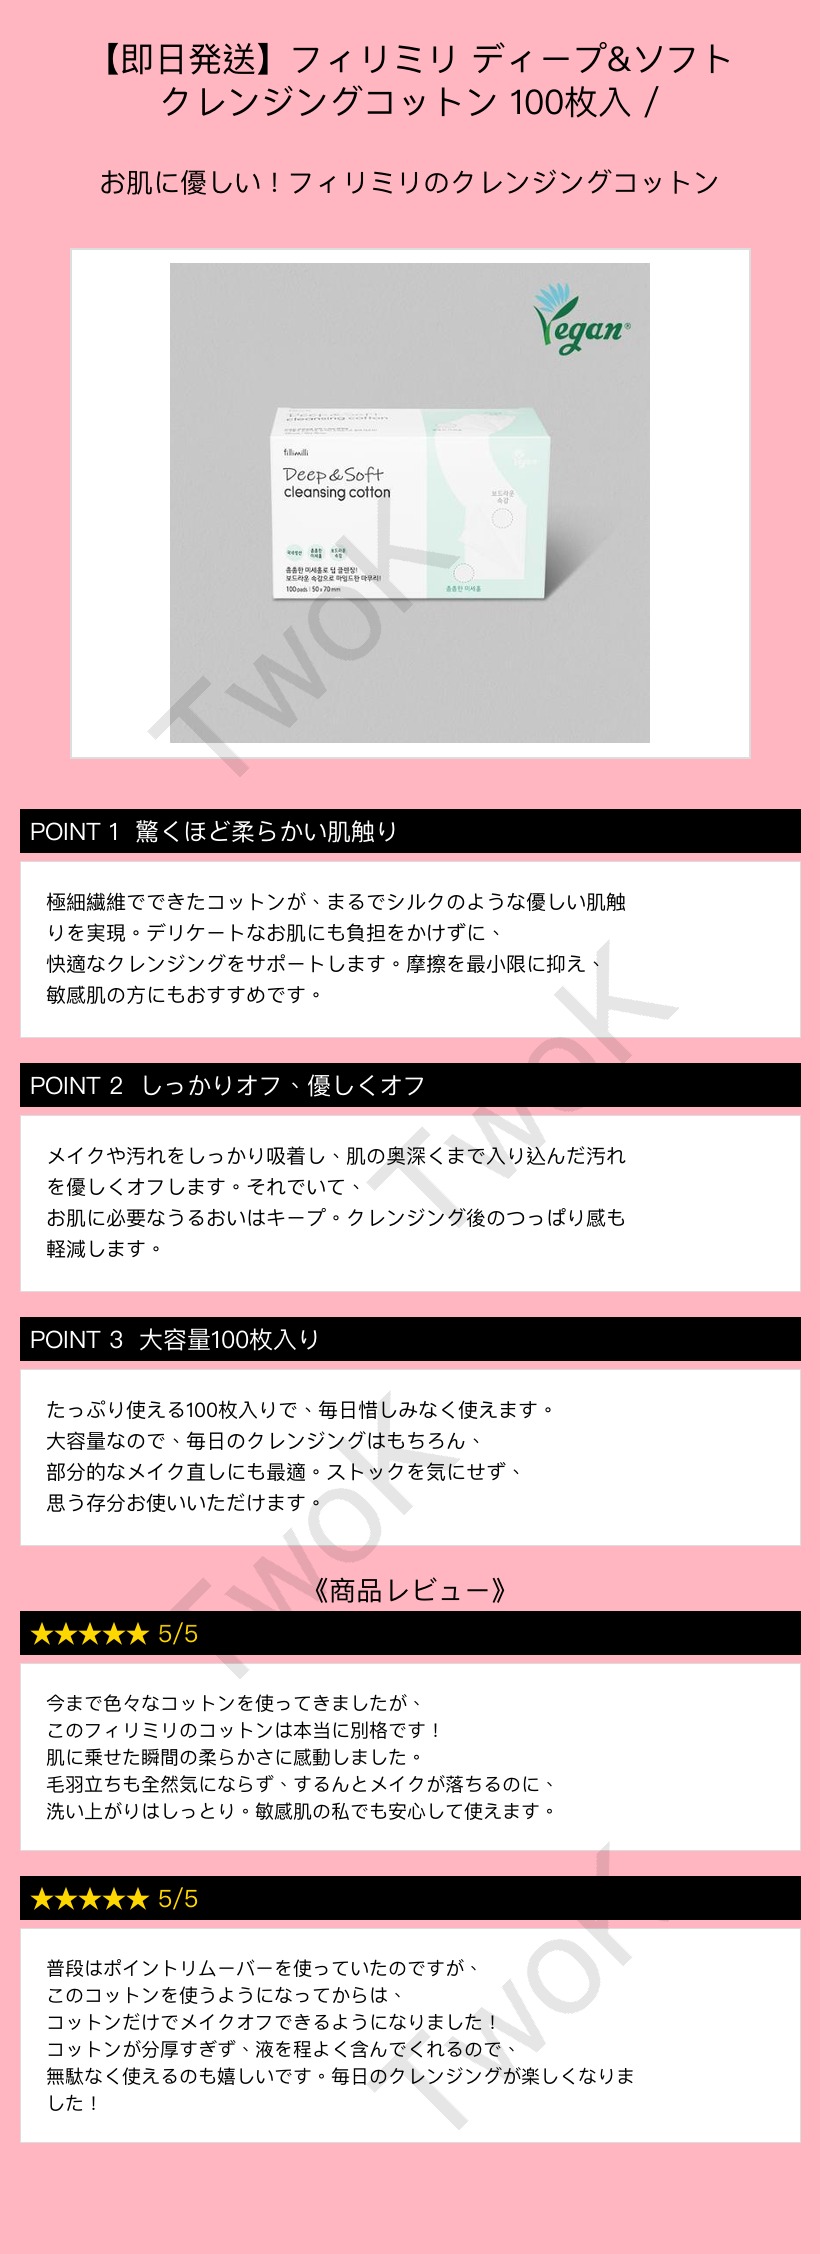 【即日発送】フィリミリ ディープ&ソフト
クレンジングコットン 100枚入 /
お肌に優しい！フィリミリのクレンジングコットン
Vegan®
Deep&Soft
cleansing cotton
fillimilli
Deep&Soft
cleansing cotton
보드라운
속감
촘촘한
미세홀
보드라운
속감
촘촘한 미세홀로 딥 클렌징!
보드라운 속감으로 마일드한 마무리!
100pads | 50×70mm
촘촘한 미세홀
TwoK
POINT 1 驚くほど柔らかい肌触り
極細繊維でできたコットンが、まるでシルクのような優しい肌触
りを実現。デリケートなお肌にも負担をかけずに、
快適なクレンジングをサポートします。摩擦を最小限に抑え、
敏感肌の方にもおすすめです。
TwoK
POINT 2 しっかりオフ、優しくオフ
メイクや汚れをしっかり吸着し、肌の奥深くまで入り込んだ汚れ
を優しくオフします。それでいて、
お肌に必要なうるおいはキープ。クレンジング後のつっぱり感も
軽減します。
POINT 3 大容量100枚入り
たっぷり使える100枚入りで、毎日惜しみなく使えます。
大容量なので、毎日のクレンジングはもちろん、
部分的なメイク直しにも最適。ストックを気にせず、
思う存分お使いいただけます。
TwoK
《商品レビュー》
★★★★★ 5/5
今まで色々なコットンを使ってきましたが、
このフィリミリのコットンは本当に別格です！
肌に乗せた瞬間の柔らかさに感動しました。
毛羽立ちも全然気にならず、するんとメイクが落ちるのに、
洗い上がりはしっとり。敏感肌の私でも安心して使えます。
★★★★★ 5/5
普段はポイントリムーバーを使っていたのですが、
このコットンを使うようになってからは、
コットンだけでメイクオフできるようになりました！
コットンが分厚すぎず、液を程よく含んでくれるので、
無駄なく使えるのも嬉しいです。毎日のクレンジングが楽しくなりま
した！
TwoK